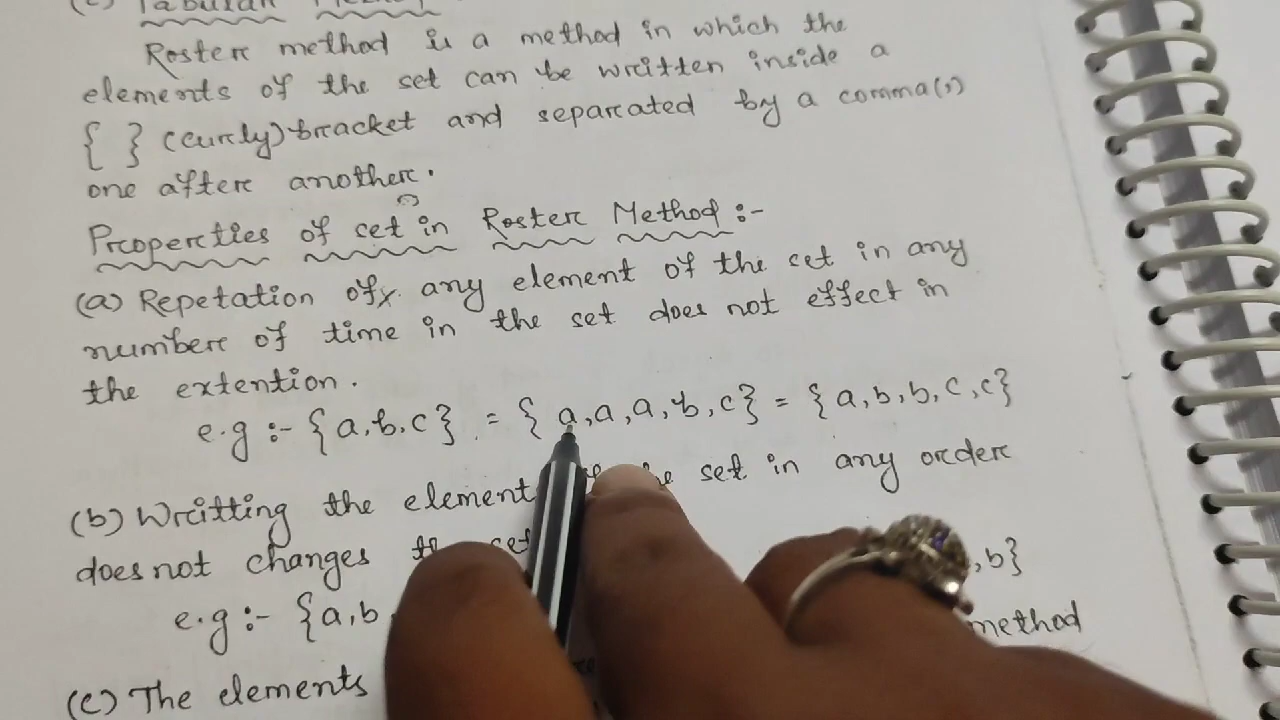 Roster method is a method in which the
elements of the set can be written inside a
{ } (curly) bracket and separated by a comma(,)
one after another.
Properties of set in Roster Method :-
(a) Repetation of any element of the set in any
number of time in the set does not effect in
the extention.
e.g :- {a,b,c} = { a,a,a,b,c} = {a,b,b,c,c}
(b) Writting the element set in any order
does not changes
,b}
e.g :- {a,b
method
(c) The elements